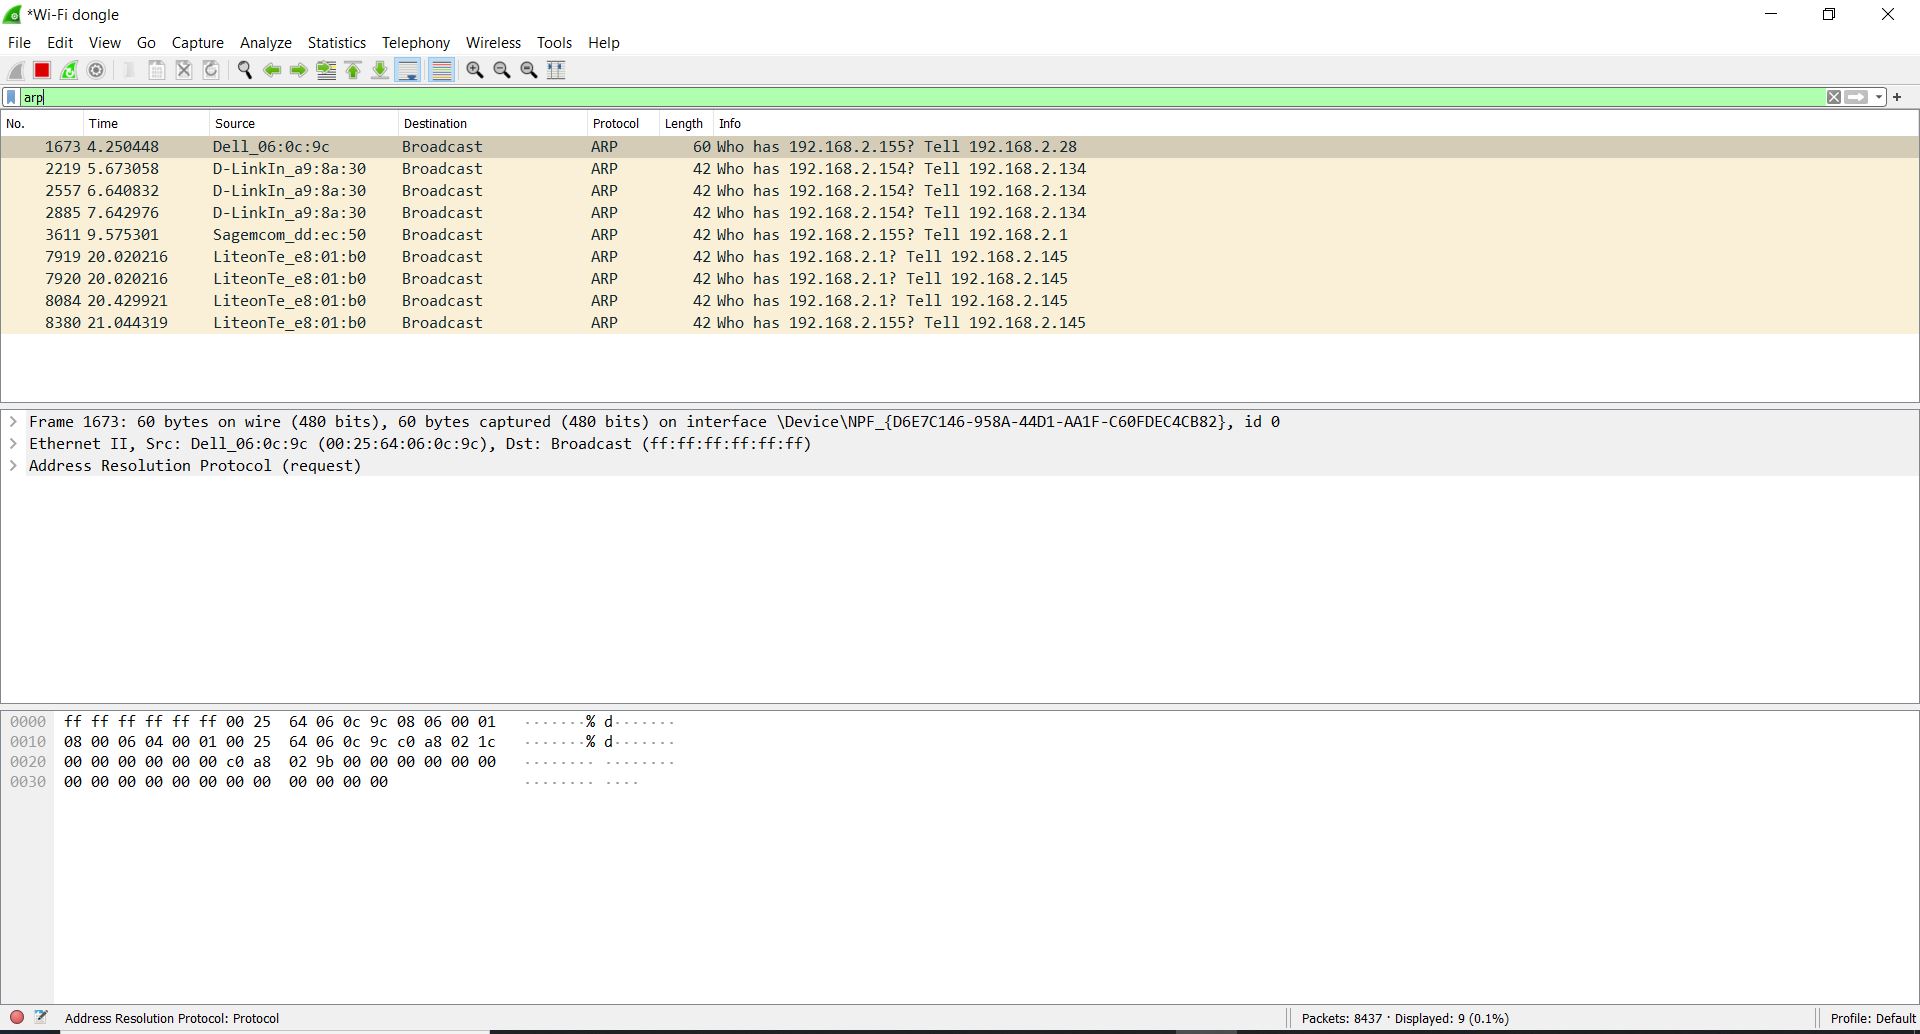 *Wi-Fi dongle
File Edit View Go Capture Analyze Statistics Telephony Wireless Tools Help
arp
No. Time Source Destination Protocol Length Info
1673 4.250448 Dell_06:0c:9c Broadcast ARP 60 Who has 192.168.2.155? Tell 192.168.2.28
2219 5.673058 D-LinkIn_a9:8a:30 Broadcast ARP 42 Who has 192.168.2.154? Tell 192.168.2.134
2557 6.640832 D-LinkIn_a9:8a:30 Broadcast ARP 42 Who has 192.168.2.154? Tell 192.168.2.134
2885 7.642976 D-LinkIn_a9:8a:30 Broadcast ARP 42 Who has 192.168.2.154? Tell 192.168.2.134
3611 9.575301 Sagemcom_dd:ec:50 Broadcast ARP 42 Who has 192.168.2.155? Tell 192.168.2.1
7919 20.020216 LiteonTe_e8:01:b0 Broadcast ARP 42 Who has 192.168.2.1? Tell 192.168.2.145
7920 20.020216 LiteonTe_e8:01:b0 Broadcast ARP 42 Who has 192.168.2.1? Tell 192.168.2.145
8084 20.429921 LiteonTe_e8:01:b0 Broadcast ARP 42 Who has 192.168.2.1? Tell 192.168.2.145
8380 21.044319 LiteonTe_e8:01:b0 Broadcast ARP 42 Who has 192.168.2.155? Tell 192.168.2.145
Frame 1673: 60 bytes on wire (480 bits), 60 bytes captured (480 bits) on interface \Device\NPF_{D6E7C146-958A-44D1-AA1F-C60FDEC4CB82}, id 0
Ethernet II, Src: Dell_06:0c:9c (00:25:64:06:0c:9c), Dst: Broadcast (ff:ff:ff:ff:ff:ff)
Address Resolution Protocol (request)
0000 ff ff ff ff ff ff 00 25 64 06 0c 9c 08 06 00 01 ·······% d·······
0010 08 00 06 04 00 01 00 25 64 06 0c 9c c0 a8 02 1c ·······% d·······
0020 00 00 00 00 00 00 c0 a8 02 9b 00 00 00 00 00 00 ········ ········
0030 00 00 00 00 00 00 00 00 00 00 00 00 ········ ····
Address Resolution Protocol: Protocol
Packets: 8437 · Displayed: 9 (0.1%)
Profile: Default